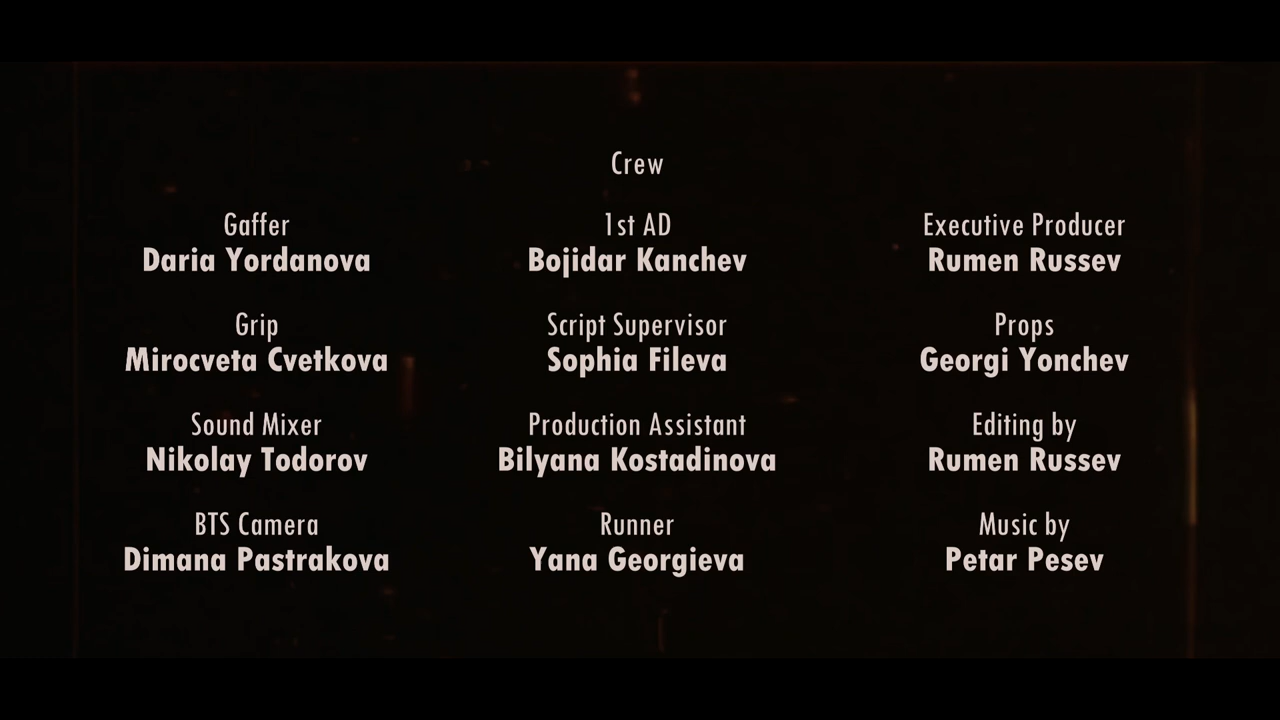 Crew
Gaffer
Daria Yordanova
Grip
Mirocveta Cvetkova
Sound Mixer
Nikolay Todorov
BTS Camera
Dimana Pastrakova
1st AD
Bojidar Kanchev
Script Supervisor
Sophia Fileva
Production Assistant
Bilyana Kostadinova
Runner
Yana Georgieva
Executive Producer
Rumen Russev
Props
Georgi Yonchev
Editing by
Rumen Russev
Music by
Petar Pesev